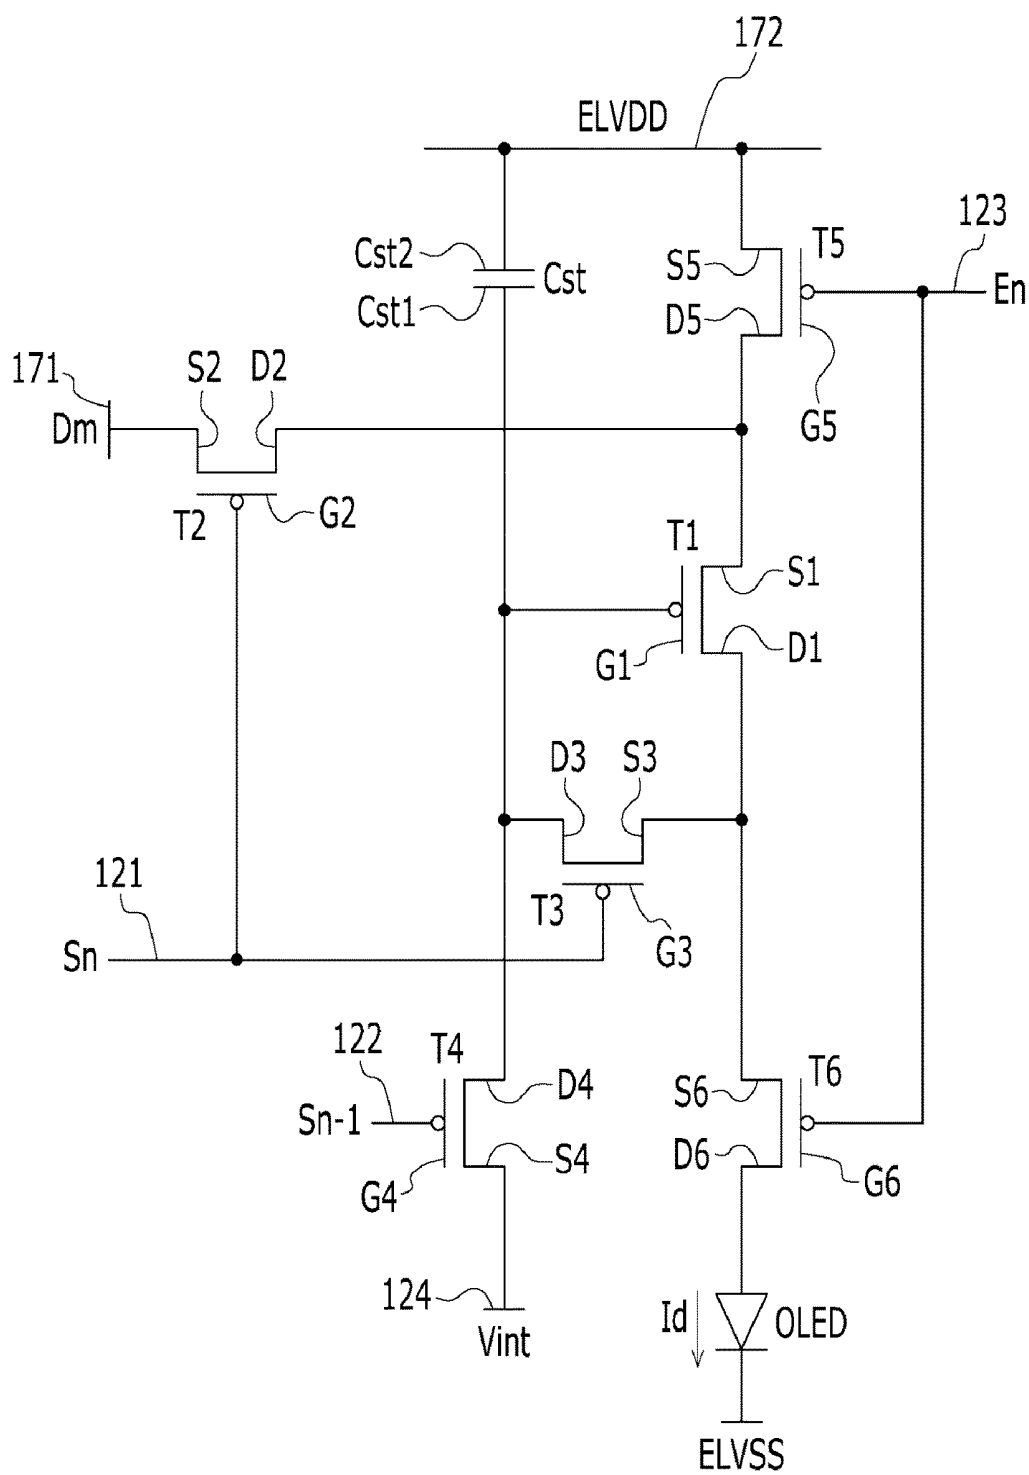 172
ELVDD
123
Cst2
Cst
S5
T5
En
Cst1
D5
171
S2
D2
Dm
G5
T2
G2
T1
S1
G1
D1
D3
S3
121
T3
G3
Sn
122
T4
D4
S6
T6
Sn-1
S4
D6
G4
G6
124
Id
OLED
Vint
ELVSS